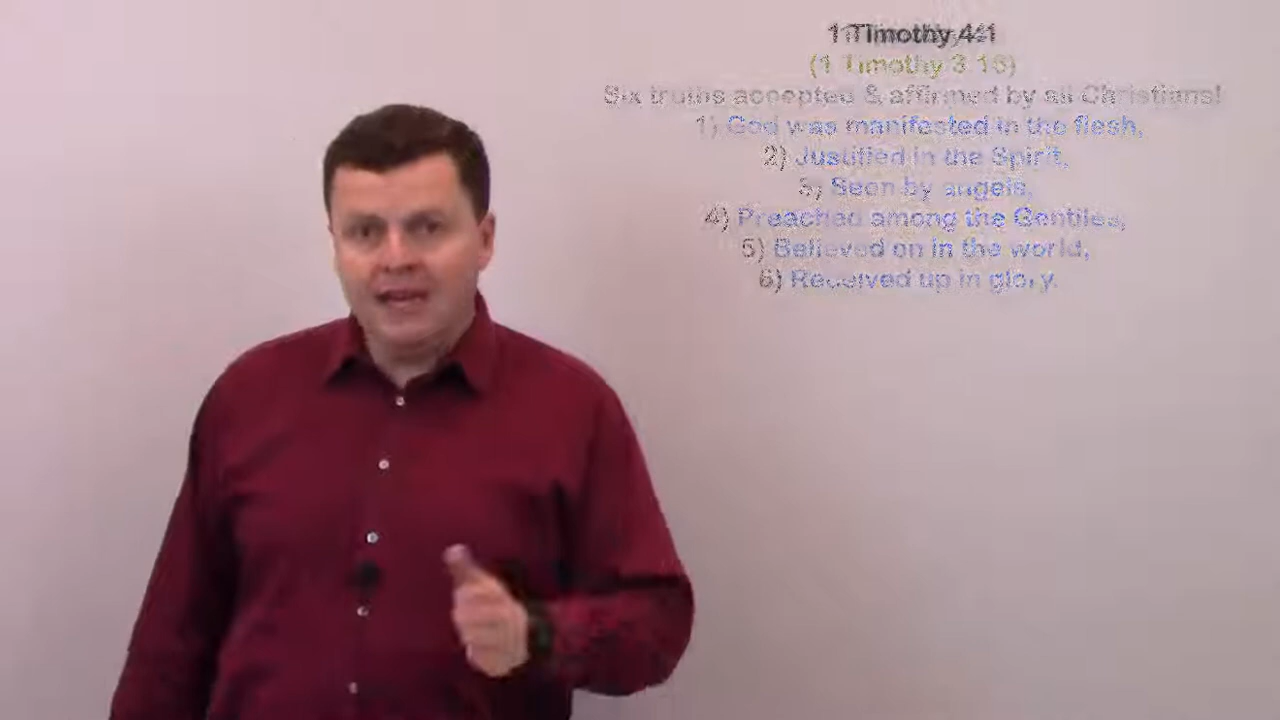 1 Timothy 4:1
(1 Timothy 3:16)
Six truths accepted & affirmed by all Christians!
1) God was manifested in the flesh,
2) Justified in the Spirit,
3) Seen by angels,
4) Preached among the Gentiles,
5) Believed on in the world,
6) Received up in glory.